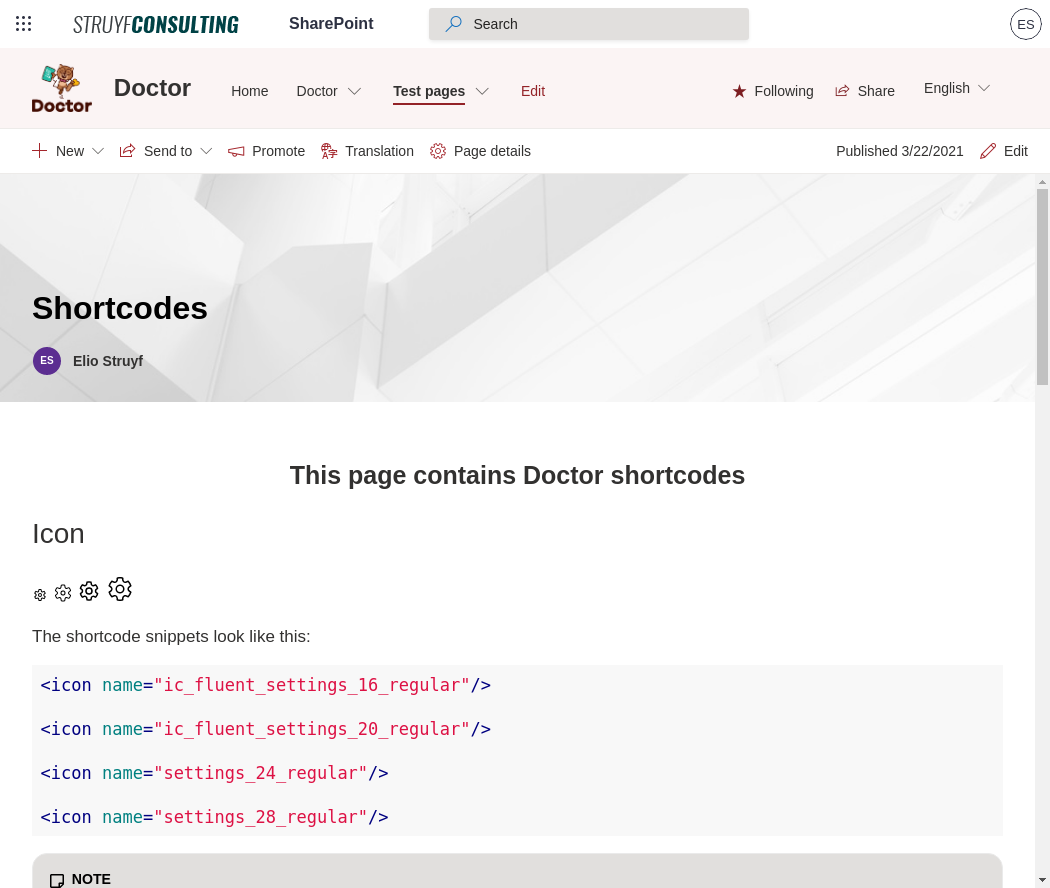 STRUYFCONSULTING
SharePoint
Search
ES
Doctor
Doctor
Home
Doctor
Test pages
Edit
Following
Share
English
New
Send to
Promote
Translation
Page details
Published 3/22/2021
Edit
Shortcodes
ES
Elio Struyf
This page contains Doctor shortcodes
Icon
The shortcode snippets look like this:
<icon name="ic_fluent_settings_16_regular"/>
<icon name="ic_fluent_settings_20_regular"/>
<icon name="settings_24_regular"/>
<icon name="settings_28_regular"/>
NOTE